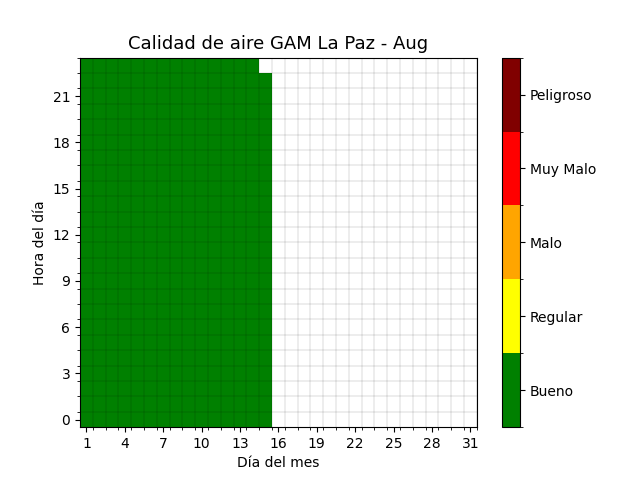 Calidad de aire GAM La Paz - Aug
Hora del día
21
18
15
12
9
6
3
0
1 4 7 10 13 16 19 22 25 28 31
Día del mes
Peligroso
Muy Malo
Malo
Regular
Bueno